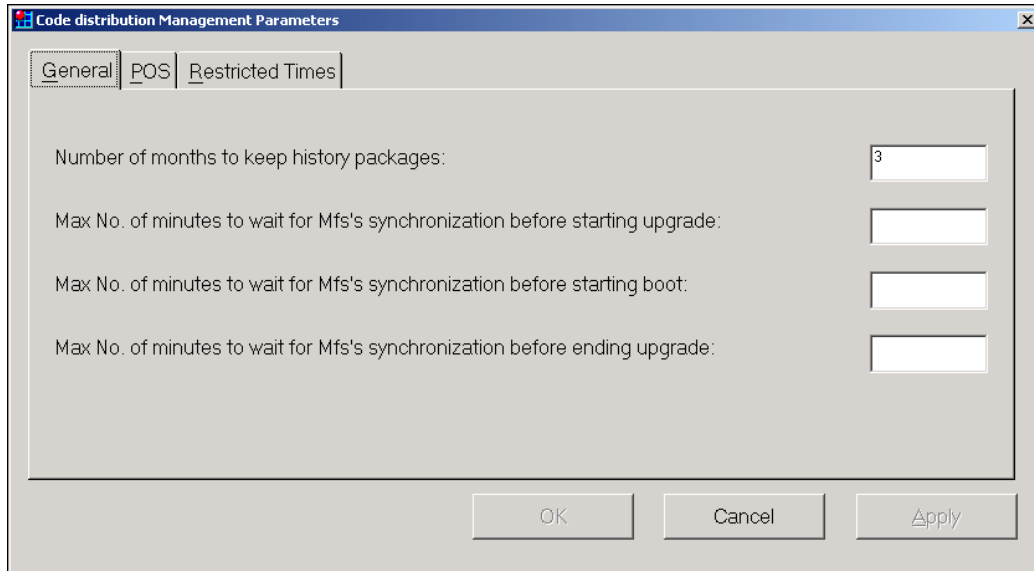 Code distribution Management Parameters
General POS Restricted Times
Number of months to keep history packages: 3
Max No. of minutes to wait for Mfs's synchronization before starting upgrade:
Max No. of minutes to wait for Mfs's synchronization before starting boot:
Max No. of minutes to wait for Mfs's synchronization before ending upgrade:
OK Cancel Apply